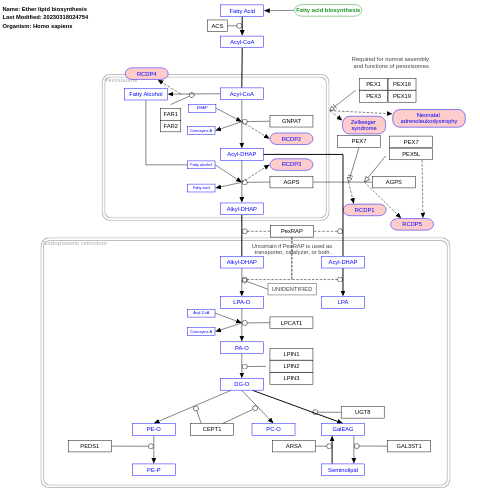 Name: Ether lipid biosynthesis
Last Modified: 20230318024754
Organism: Homo sapiens
Fatty Acid
Fatty acid biosynthesis
ACS
Acyl-CoA
Required for normal assembly
and functions of peroxisomes
RCDP4
Peroxisome
Fatty Alcohol
Acyl-CoA
PEX1
PEX16
PEX3
PEX19
FAR1
FAR2
DHAP
Coenzyme A
GNPAT
Zellweger
syndrome
Neonatal
adrenoleukodystrophy
RCDP2
PEX7
PEX7
PEX5L
Acyl-DHAP
Fatty alcohol
RCDP3
Fatty acid
AGPS
AGPS
Alkyl-DHAP
RCDP1
RCDP5
PexRAP
Endoplasmic reticulum
Uncertain if PexRAP is used as
transporter, catalyzer, or both.
Alkyl-DHAP
Acyl-DHAP
UNIDENTIFIED
LPA-O
LPA
Acyl-CoA
Coenzyme A
LPCAT1
PA-O
LPIN1
LPIN2
LPIN3
DG-O
UGT8
PE-O
CEPT1
PC-O
GalEAG
PEDS1
ARSA
GAL3ST1
PE-P
Seminolipid